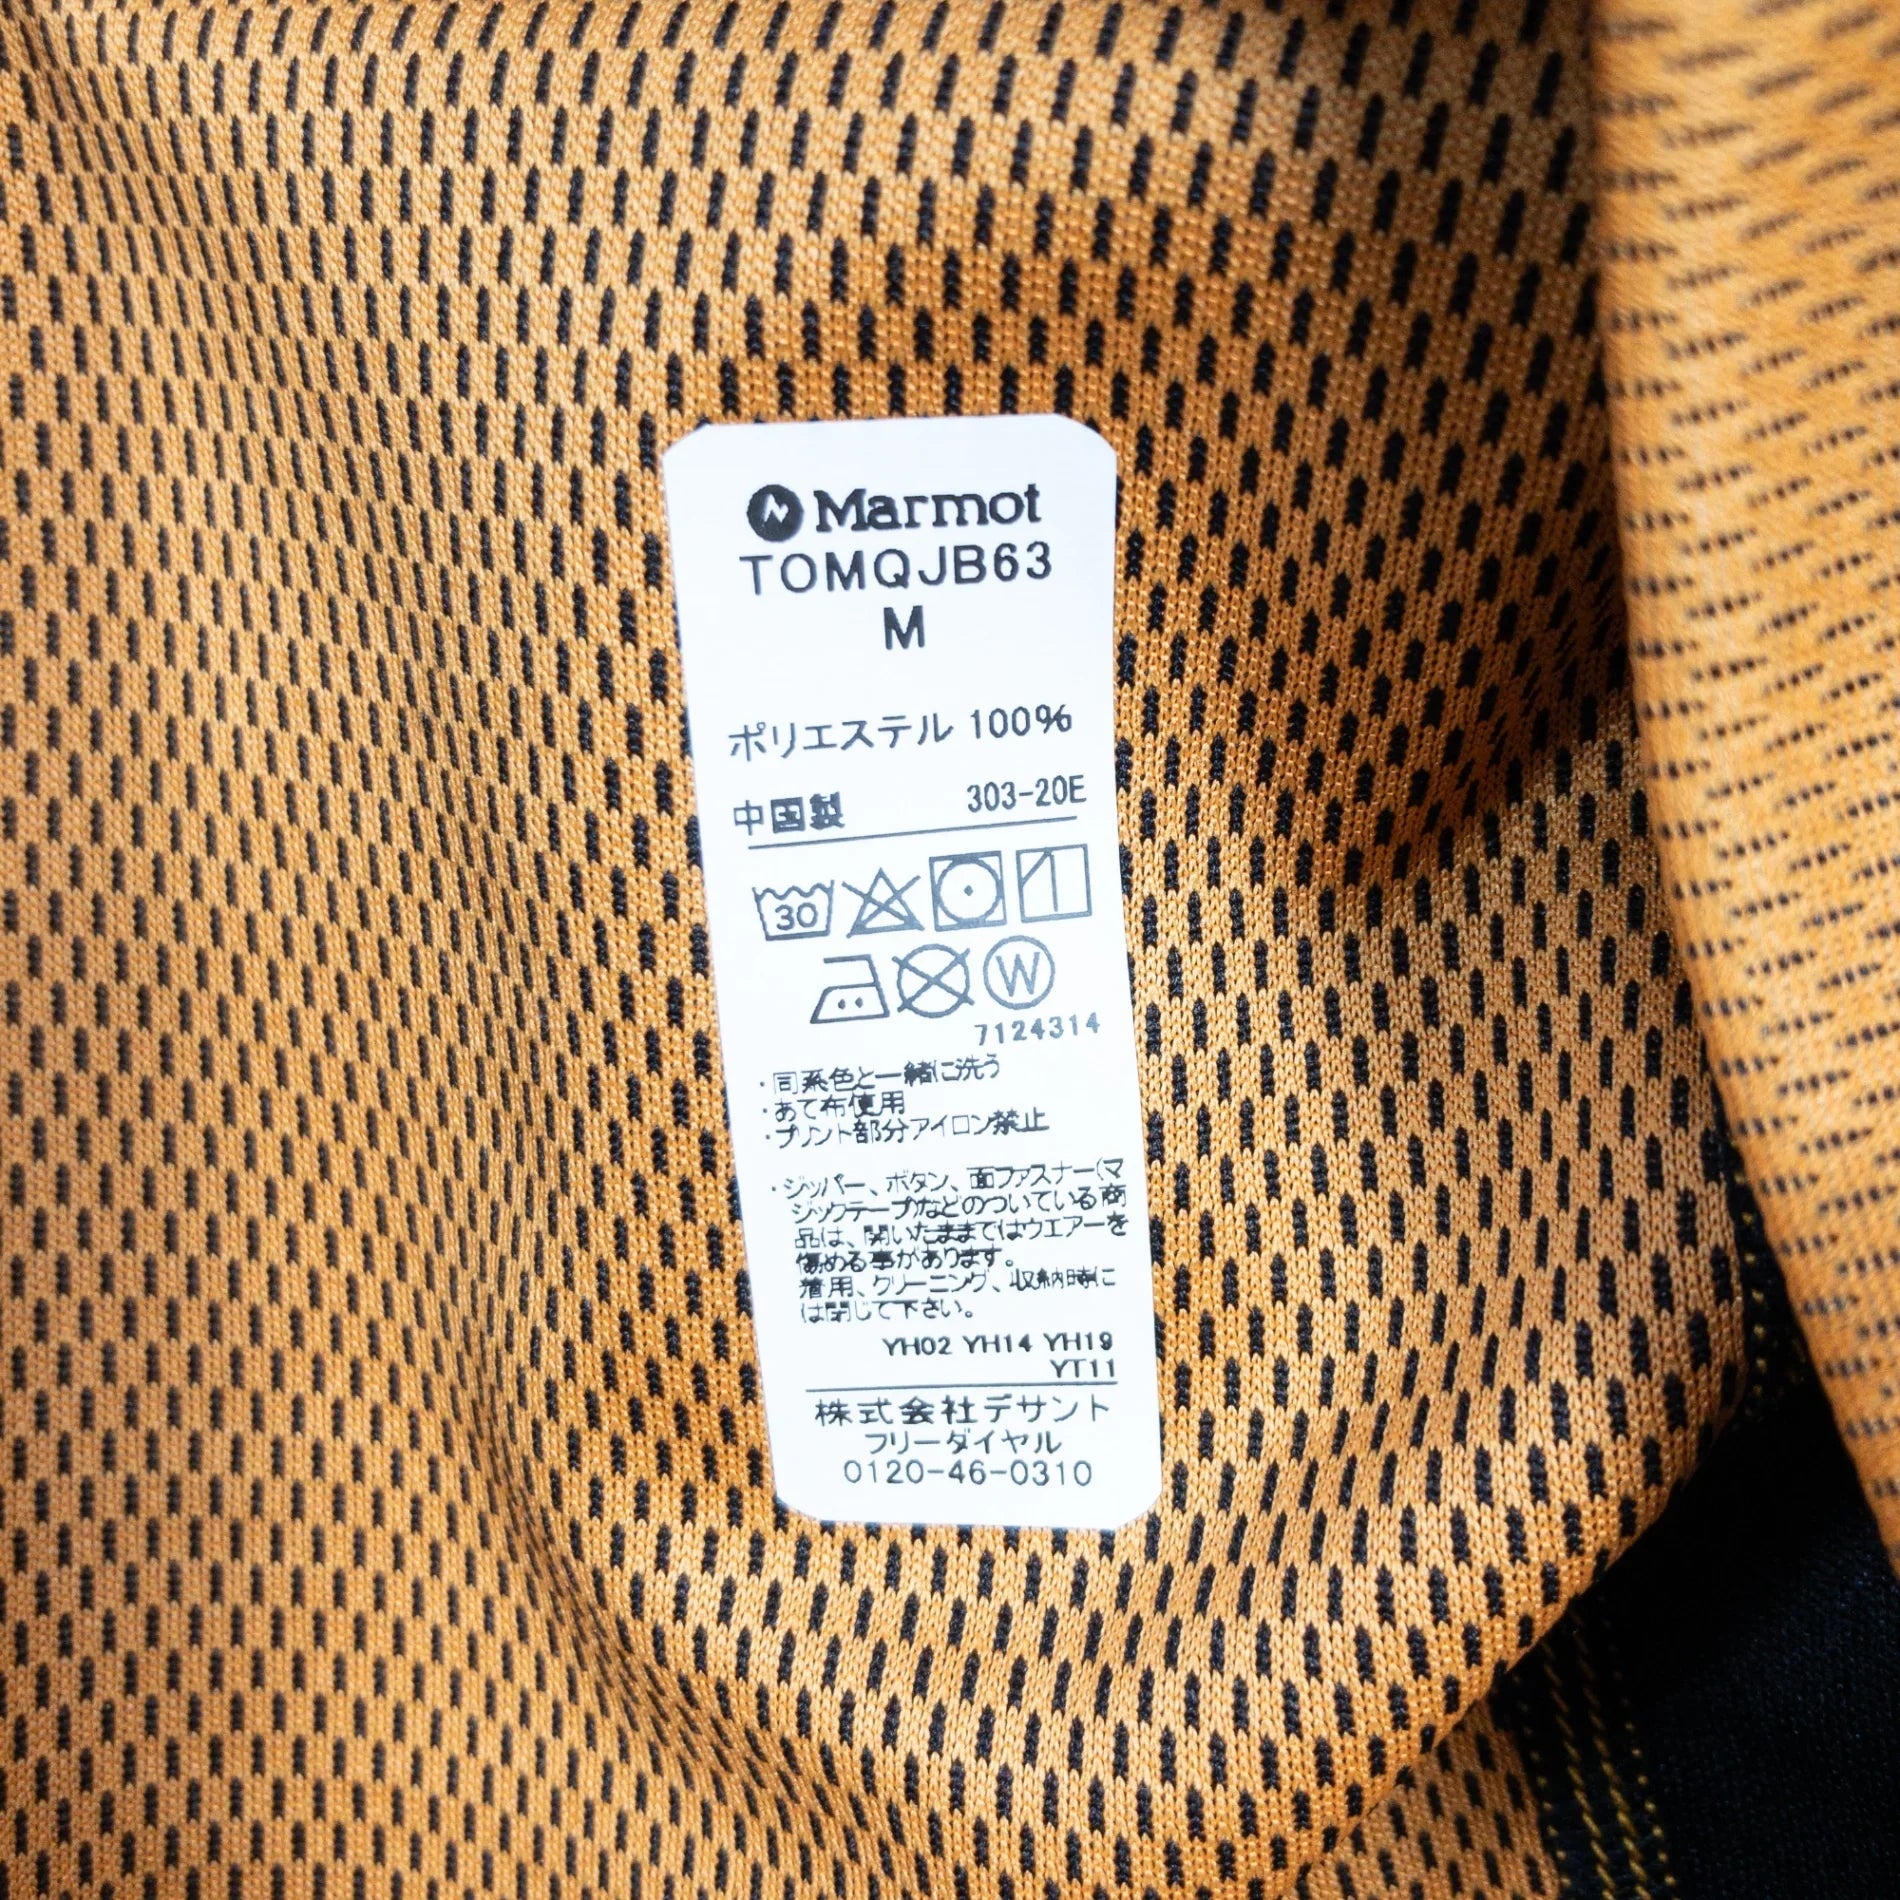 Marmot
TOMQJB63
M
ポリエステル 100%
中国製 303-20E
30
W
7124314
・同系色と一緒に洗う
・あて布使用
・プリント部分アイロン禁止
・ジッパー、ボタン、面ファスナー(マ
ジックテープ)などのついている商
品は、開いたままではウエアーを
傷める事があります。
着用、クリーニング、収納時に
は閉じて下さい。
YH02 YH14 YH19
YT11
株式会社デサント
フリーダイヤル
0120-46-0310